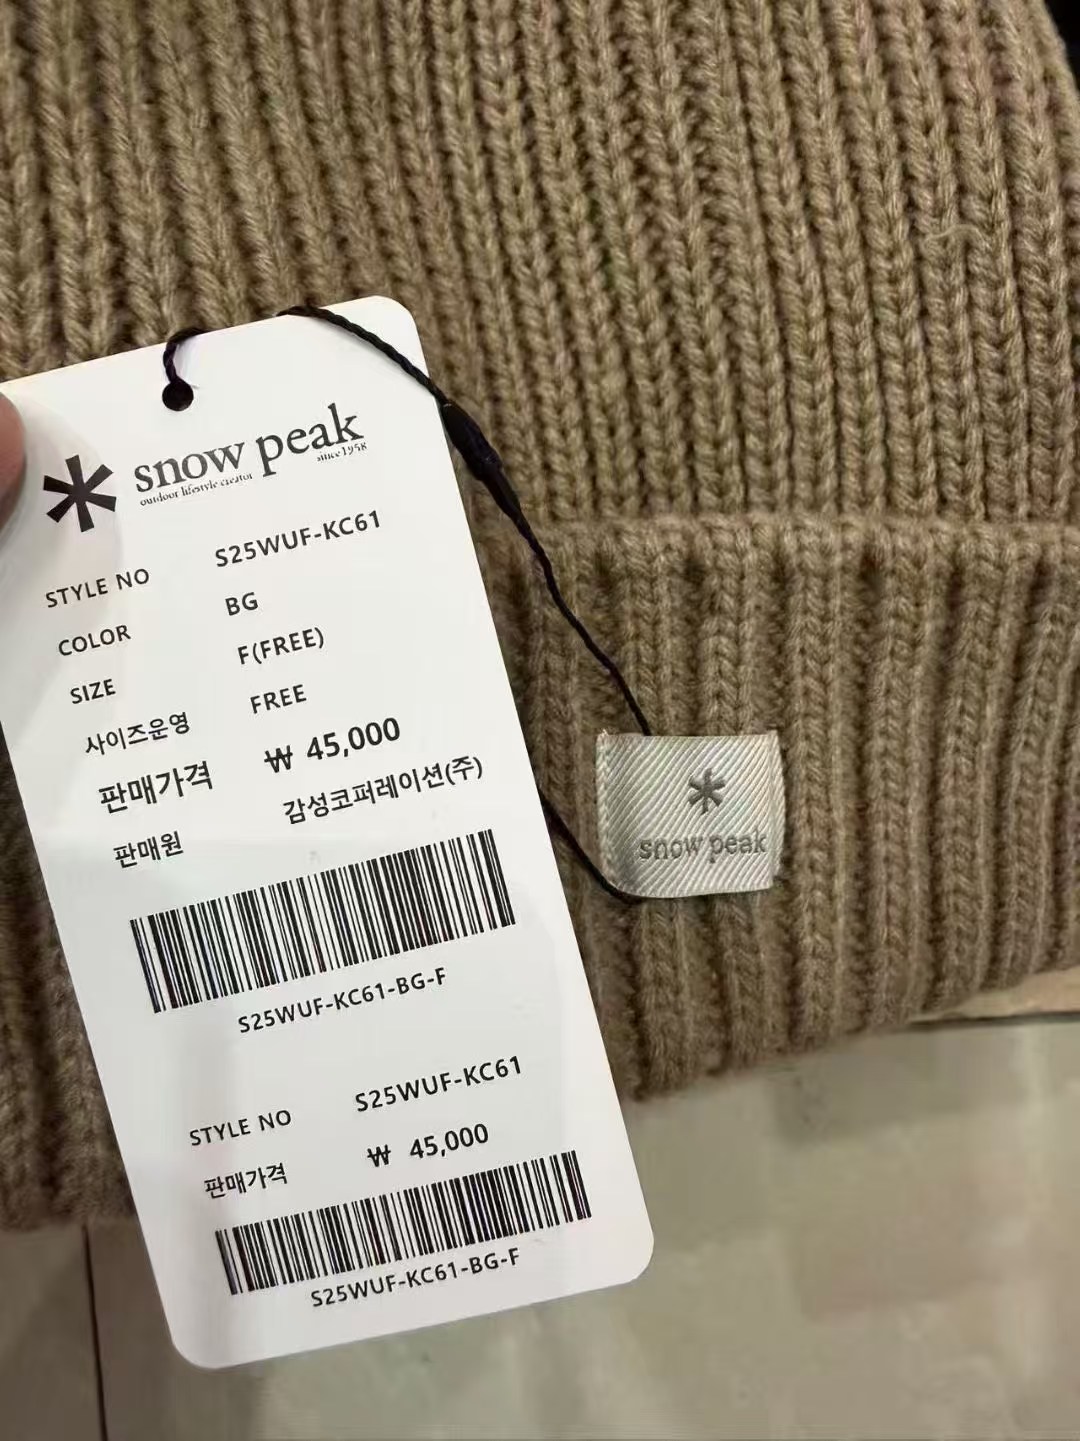 snow peak
outdoor lifestyle creator since 1958
STYLE NO S25WUF-KC61
COLOR BG
SIZE F(FREE)
사이즈운영 FREE
판매가격 ₩ 45,000
판매원 감성코퍼레이션(주)
S25WUF-KC61-BG-F
STYLE NO S25WUF-KC61
판매가격 ₩ 45,000
S25WUF-KC61-BG-F
snow peak